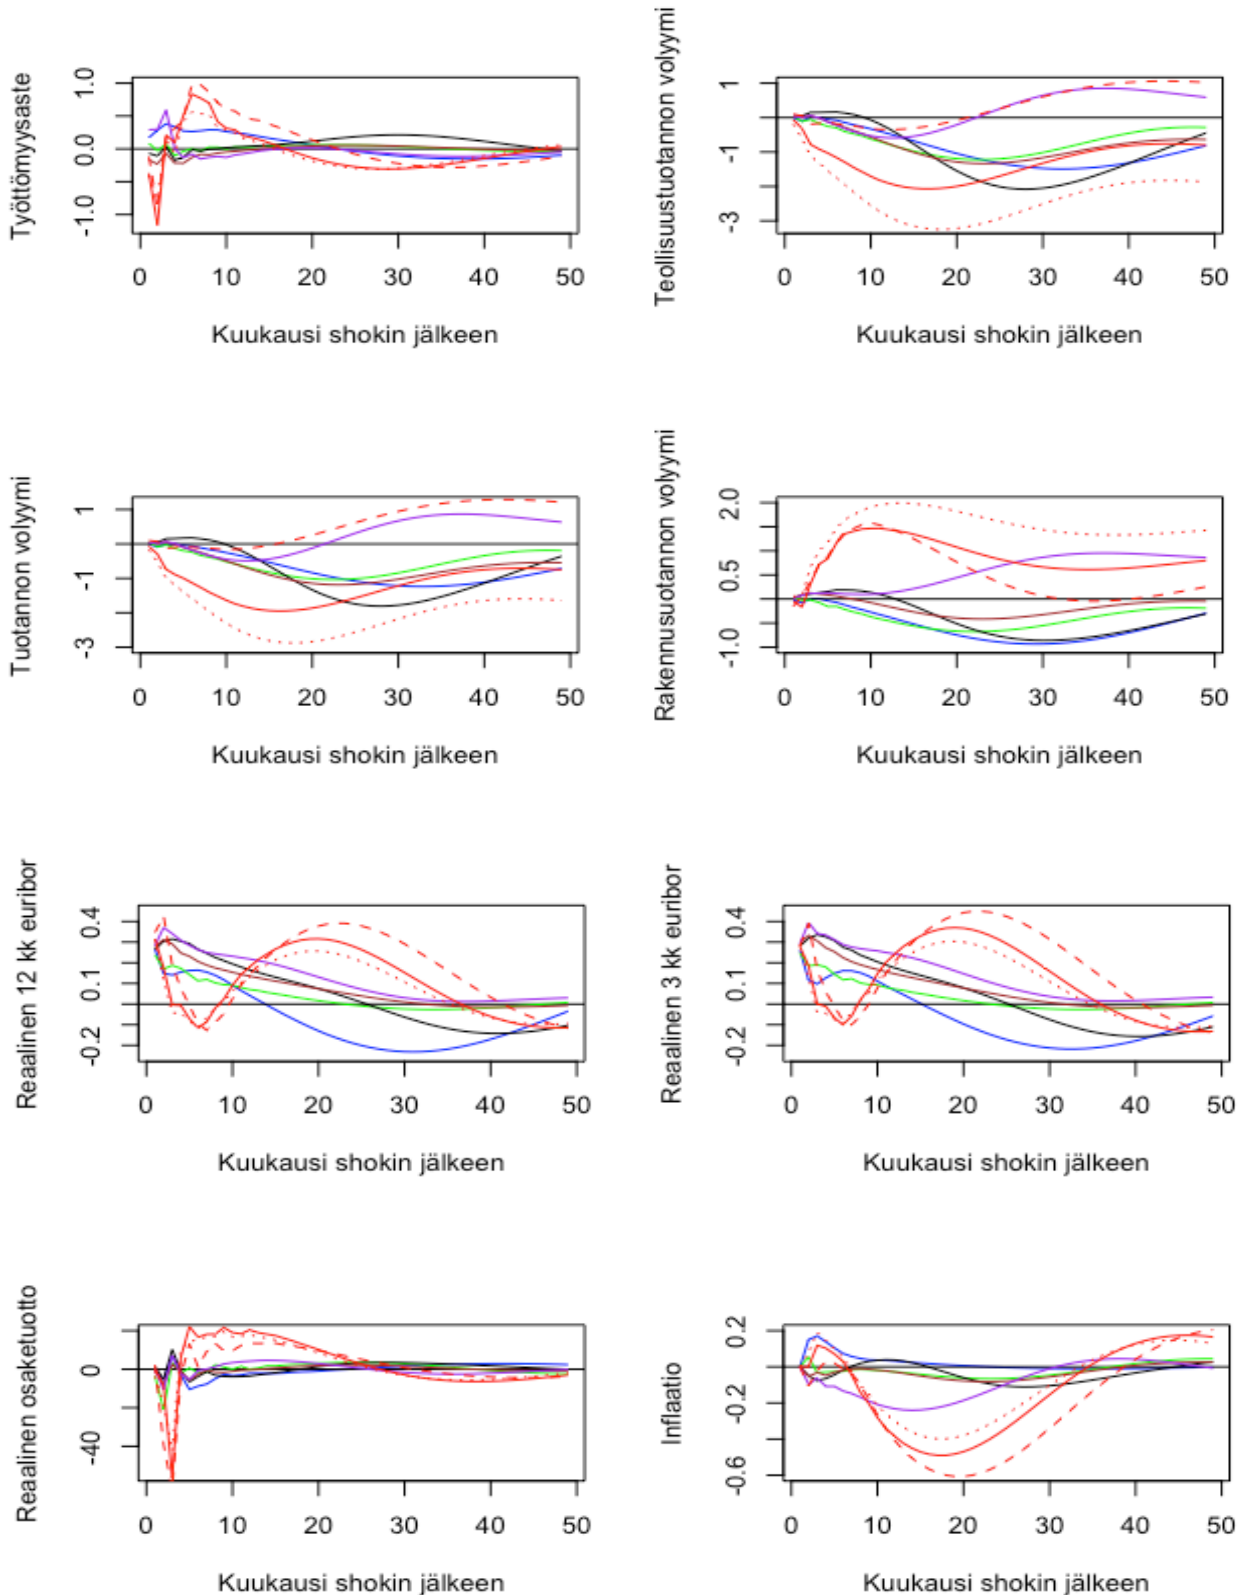 Työttömyysaste
1.0
0.0
-1.0
0 10 20 30 40 50
Kuukausi shokin jälkeen
Teollisuustuotannon volyymi
1
-1
-3
0 10 20 30 40 50
Kuukausi shokin jälkeen
Tuotannon volyymi
1
-1
-3
0 10 20 30 40 50
Kuukausi shokin jälkeen
Rakennusuotannon volyymi
2.0
0.5
-1.0
0 10 20 30 40 50
Kuukausi shokin jälkeen
Reaalinen 12 kk euribor
0.4
0.1
-0.2
0 10 20 30 40 50
Kuukausi shokin jälkeen
Reaalinen 3 kk euribor
0.4
0.1
-0.2
0 10 20 30 40 50
Kuukausi shokin jälkeen
Reaalinen osaketuotto
0
-40
0 10 20 30 40 50
Kuukausi shokin jälkeen
Inflaatio
0.2
-0.2
-0.6
0 10 20 30 40 50
Kuukausi shokin jälkeen